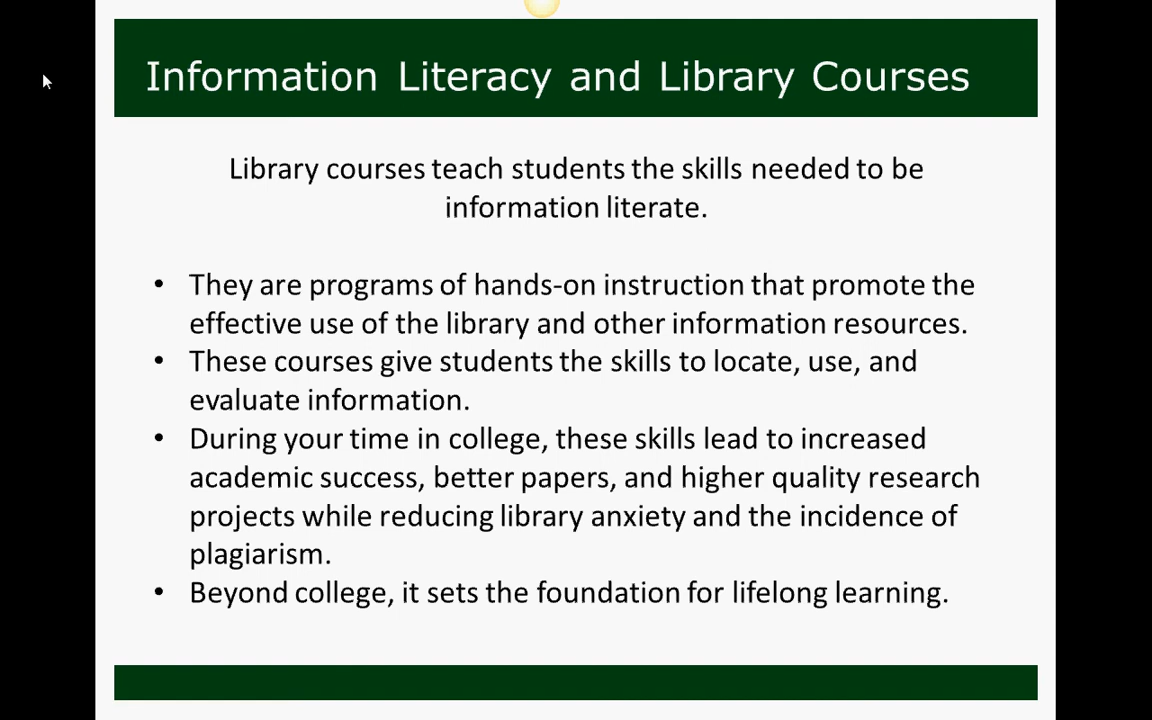 Information Literacy and Library Courses
Library courses teach students the skills needed to be
information literate.
• They are programs of hands-on instruction that promote the
effective use of the library and other information resources.
• These courses give students the skills to locate, use, and
evaluate information.
• During your time in college, these skills lead to increased
academic success, better papers, and higher quality research
projects while reducing library anxiety and the incidence of
plagiarism.
• Beyond college, it sets the foundation for lifelong learning.